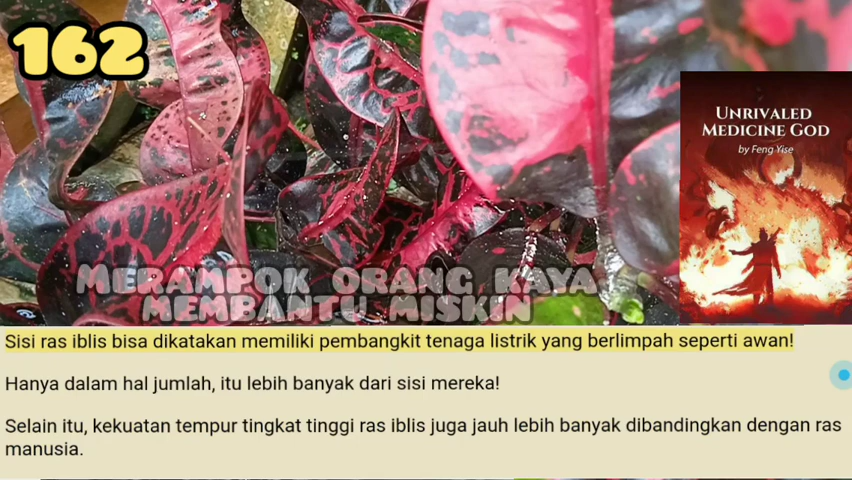 162
UNRIVALED
MEDICINE GOD
by Feng Yise
MERAMPOK ORANG KAYA
MEMBANTU MISKIN
Sisi ras iblis bisa dikatakan memiliki pembangkit tenaga listrik yang berlimpah seperti awan!
Hanya dalam hal jumlah, itu lebih banyak dari sisi mereka!
Selain itu, kekuatan tempur tingkat tinggi ras iblis juga jauh lebih banyak dibandingkan dengan ras
manusia.